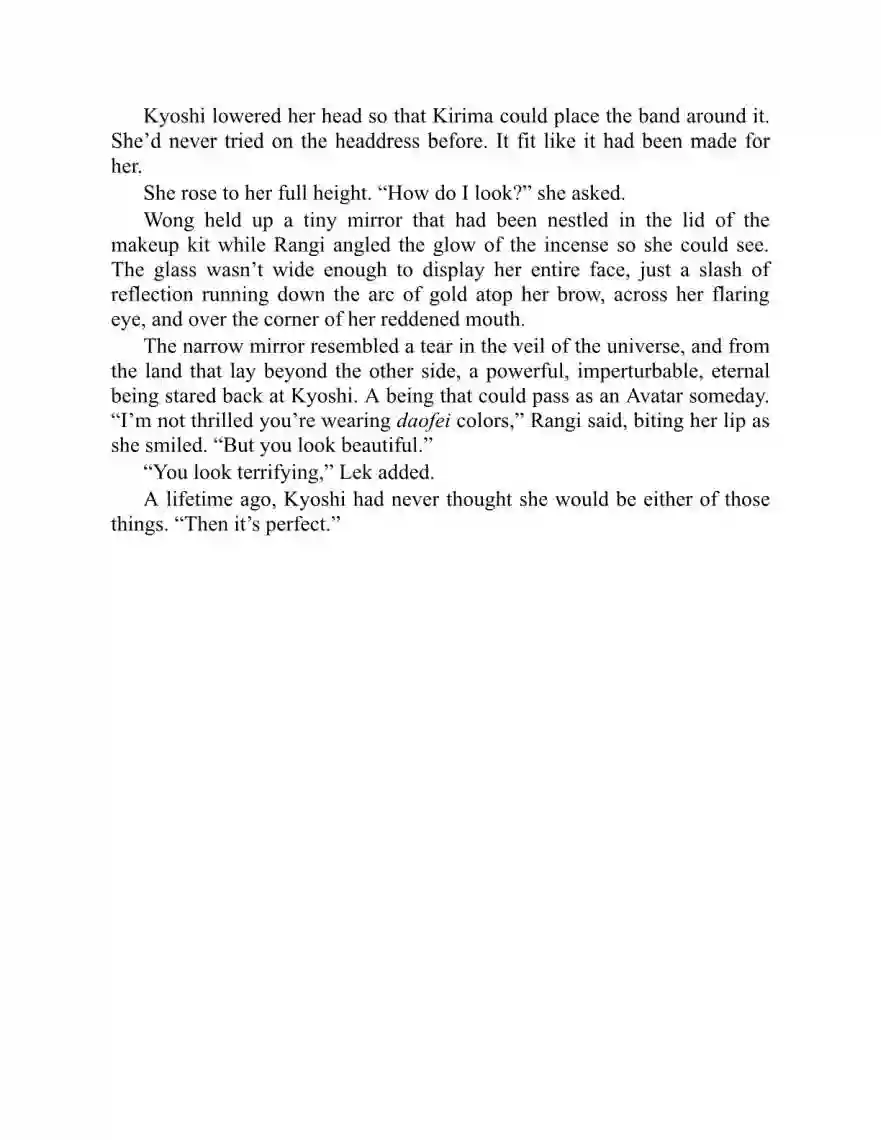 Kyoshi lowered her head so that Kirima could place the band around it.
She’d never tried on the headdress before. It fit like it had been made for
her.
She rose to her full height. “How do I look?” she asked.
Wong held up a tiny mirror that had been nestled in the lid of the
makeup kit while Rangi angled the glow of the incense so she could see.
The glass wasn’t wide enough to display her entire face, just a slash of
reflection running down the arc of gold atop her brow, across her flaring
eye, and over the corner of her reddened mouth.
The narrow mirror resembled a tear in the veil of the universe, and from
the land that lay beyond the other side, a powerful, imperturbable, eternal
being stared back at Kyoshi. A being that could pass as an Avatar someday.
“I’m not thrilled you’re wearing daofei colors,” Rangi said, biting her lip as
she smiled. “But you look beautiful.”
“You look terrifying,” Lek added.
A lifetime ago, Kyoshi had never thought she would be either of those
things. “Then it’s perfect.”